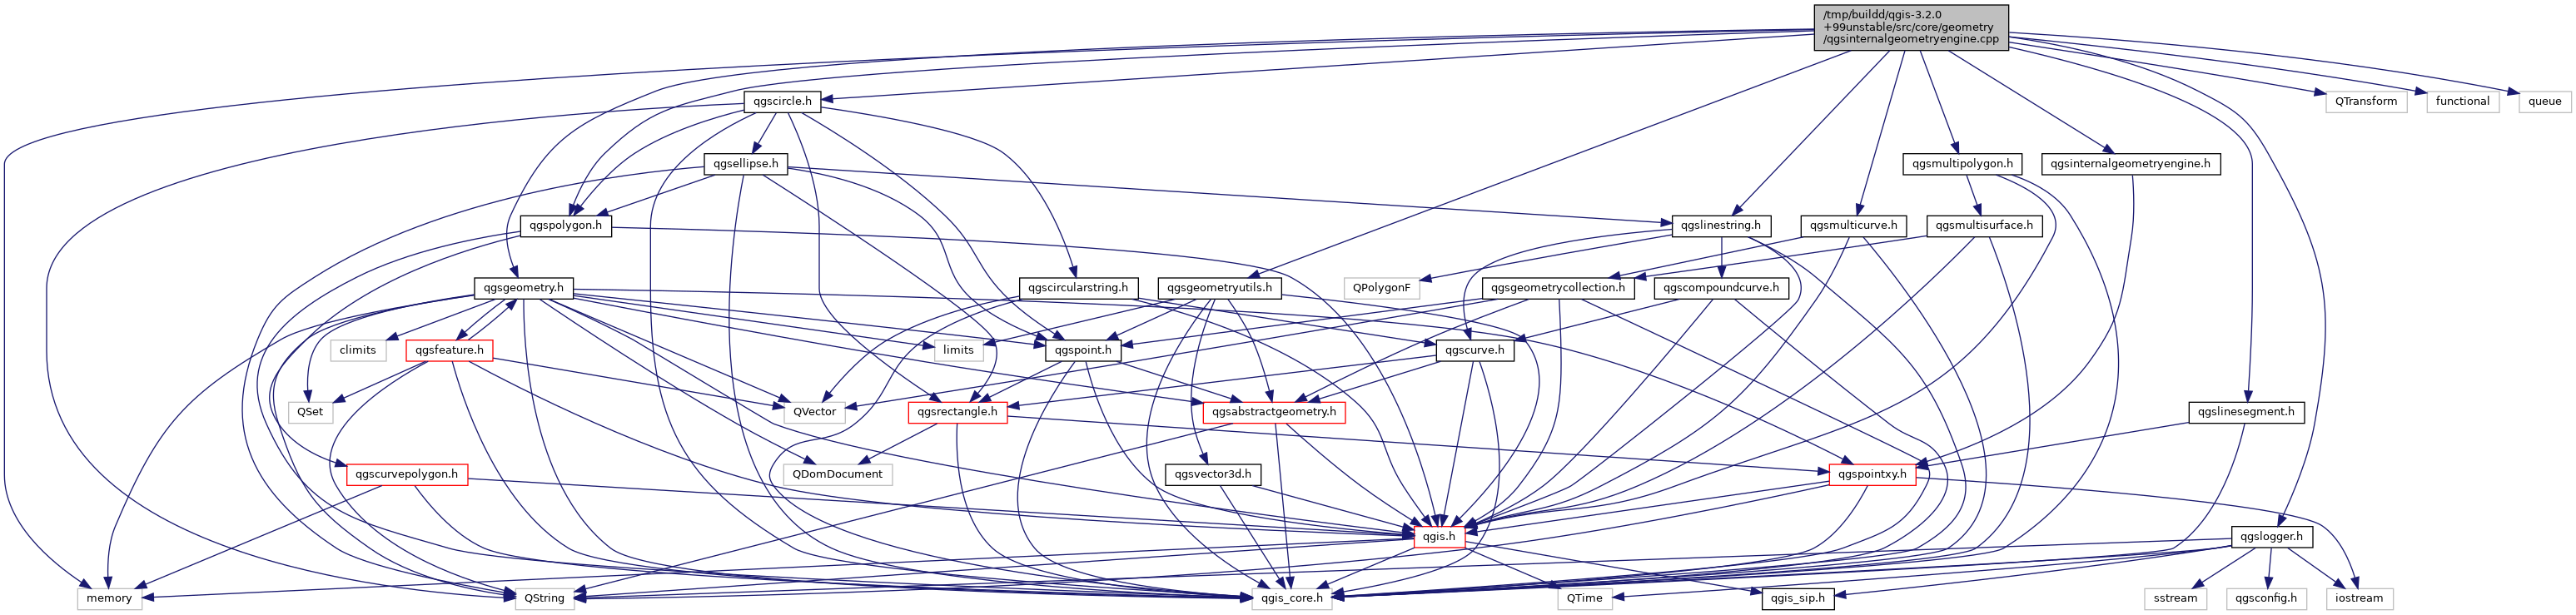 /tmp/buildd/qgis-3.2.0
+99unstable/src/core/geometry
/qgsinternalgeometryengine.cpp
qgscircle.h
QTransform
functional
queue
qgsellipse.h
qgsmultipolygon.h
qgsinternalgeometryengine.h
qgspolygon.h
qgslinestring.h
qgsmulticurve.h
qgsmultisurface.h
qgsgeometry.h
qgscircularstring.h
qgsgeometryutils.h
QPolygonF
qgsgeometrycollection.h
qgscompoundcurve.h
climits
qgsfeature.h
limits
qgspoint.h
qgscurve.h
QSet
QVector
qgsrectangle.h
qgsabstractgeometry.h
qgslinesegment.h
qgscurvepolygon.h
QDomDocument
qgsvector3d.h
qgspointxy.h
qgis.h
qgslogger.h
memory
QString
qgis_core.h
QTime
qgis_sip.h
sstream
qgsconfig.h
iostream